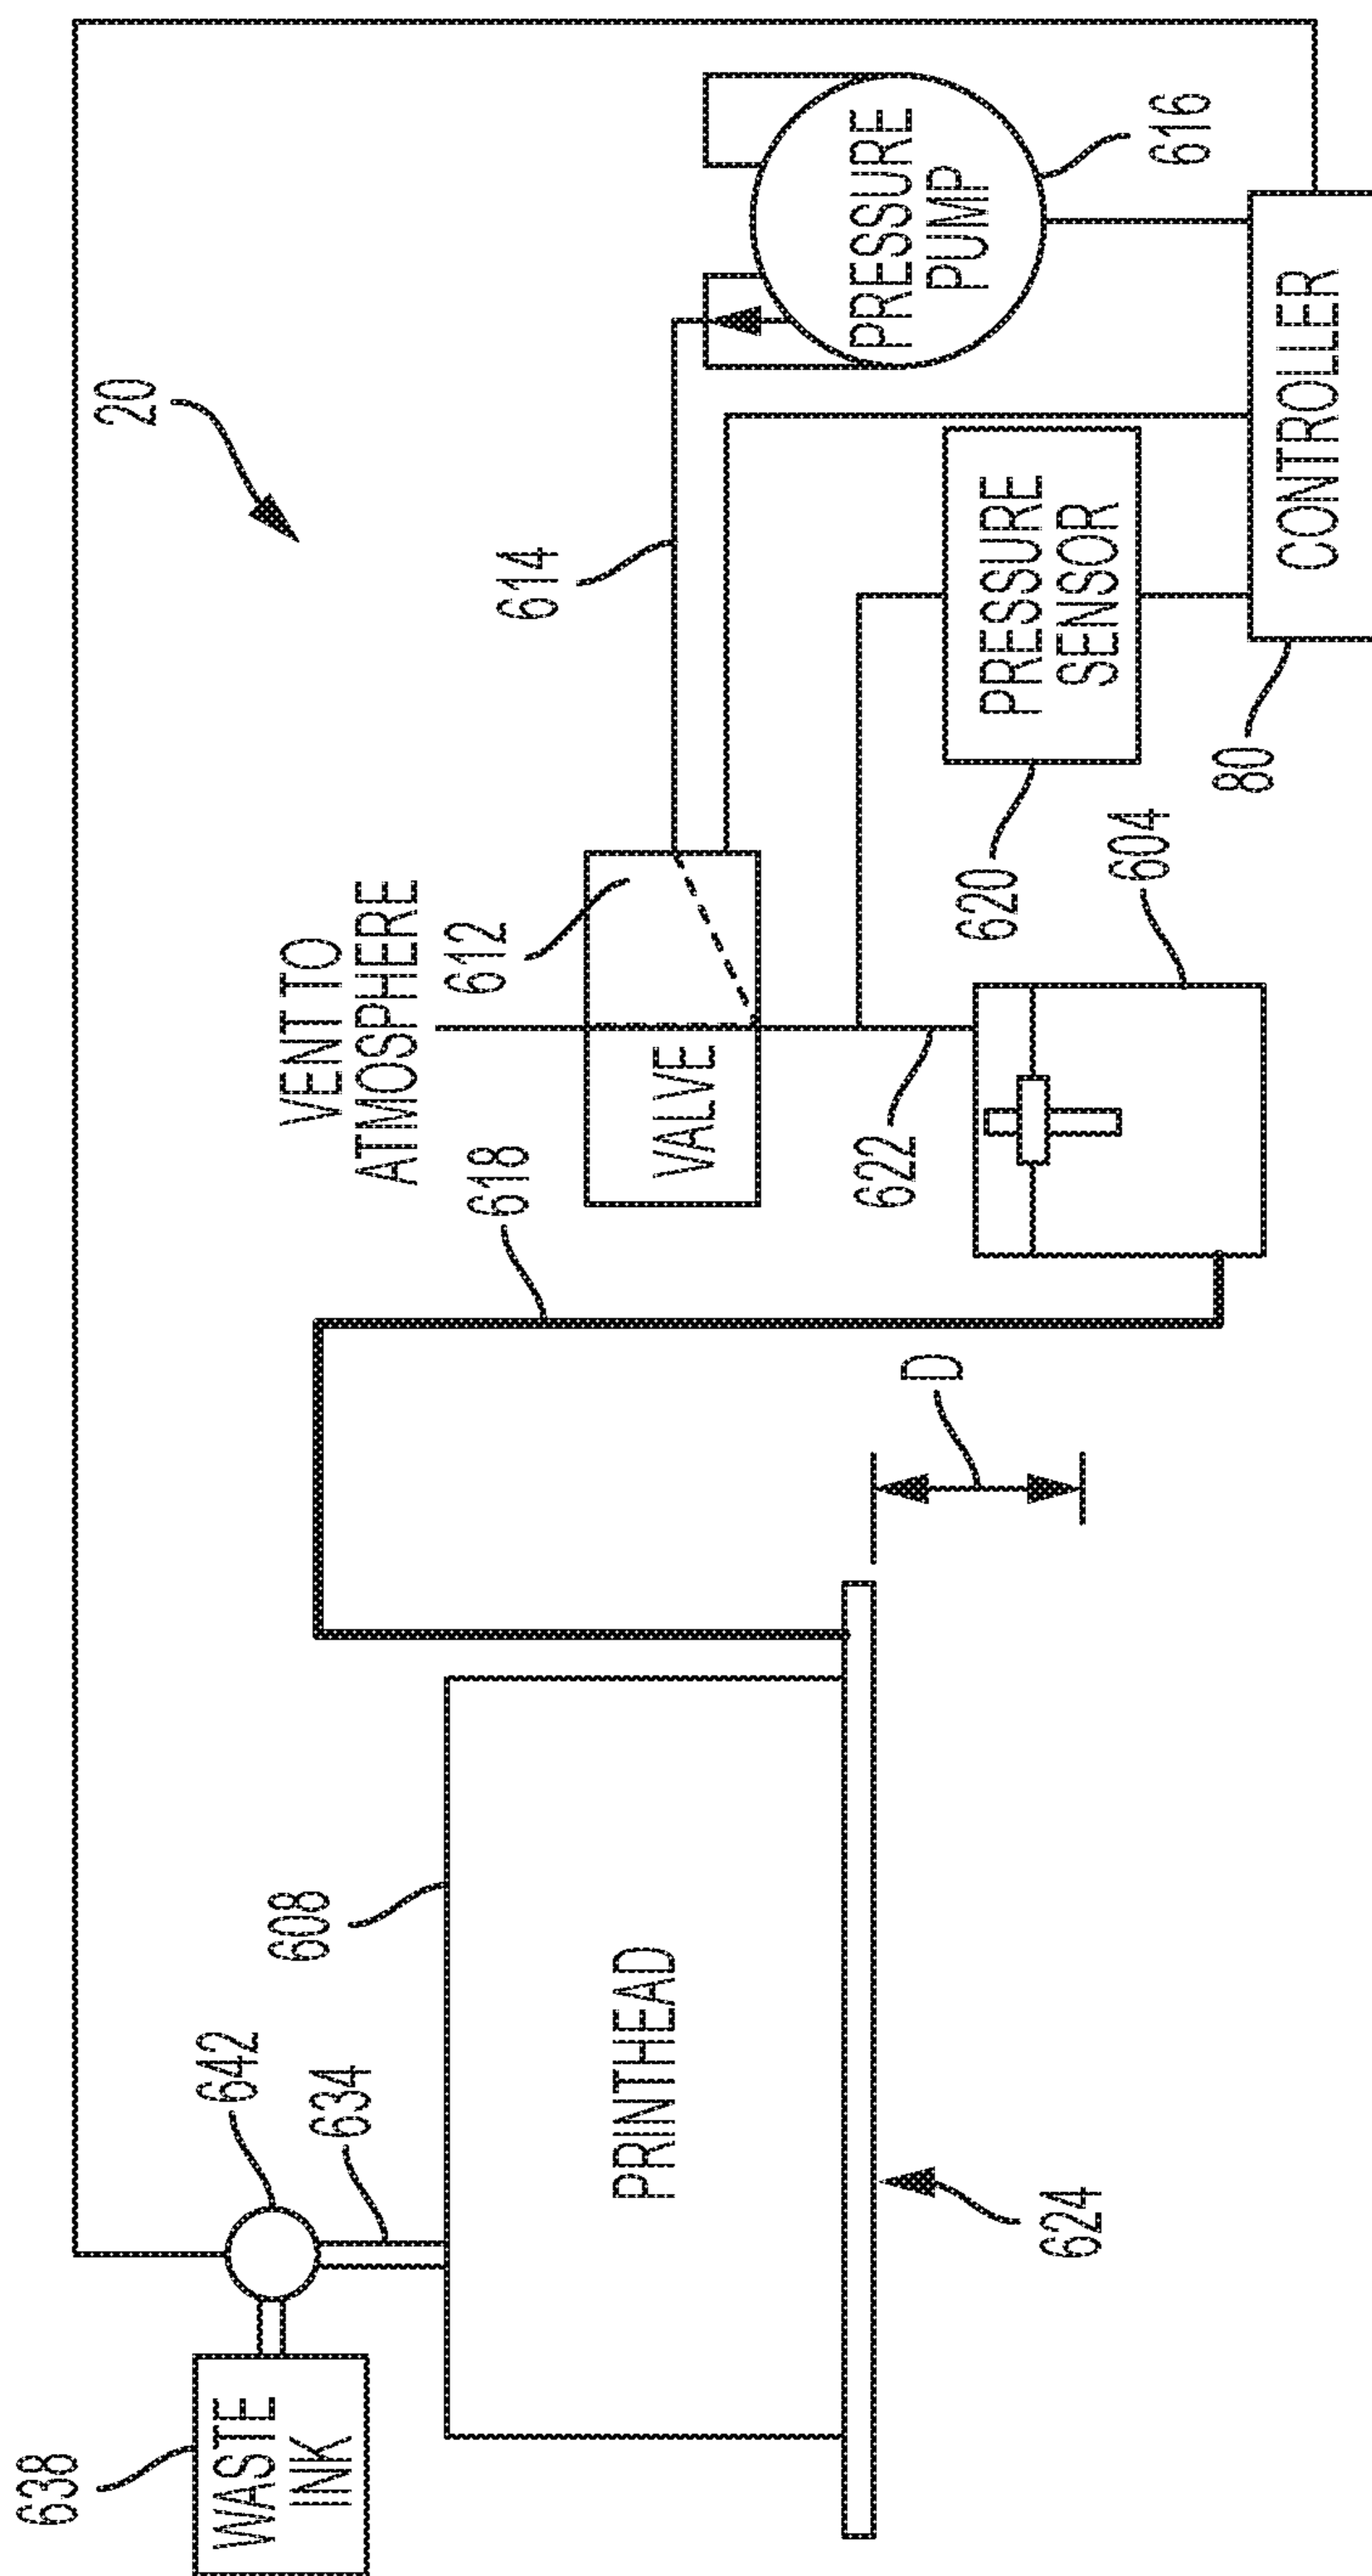 638
WASTE
INK
642
634
608
PRINTHEAD
624
618
D
VENT TO
ATMOSPHERE
612
VALVE
622
604
614
20
620
PRESSURE
SENSOR
PRESSURE
PUMP
616
80
CONTROLLER